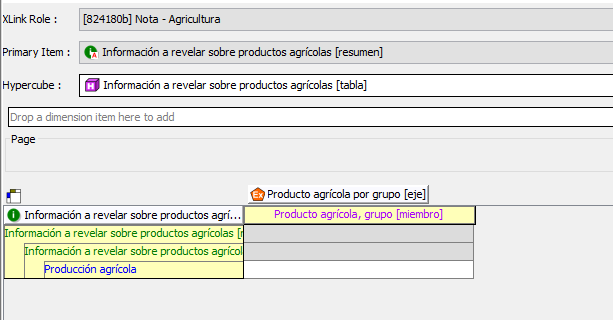 XLink Role : [824180b] Nota - Agricultura
Primary Item : Información a revelar sobre productos agrícolas [resumen]
Hypercube : Información a revelar sobre productos agrícolas [tabla]
Drop a dimension item here to add
Page
Producto agrícola por grupo [eje]
Información a revelar sobre productos agrí... Producto agrícola, grupo [miembro]
Información a revelar sobre productos agrícolas [r
Información a revelar sobre productos agrícol
Producción agrícola